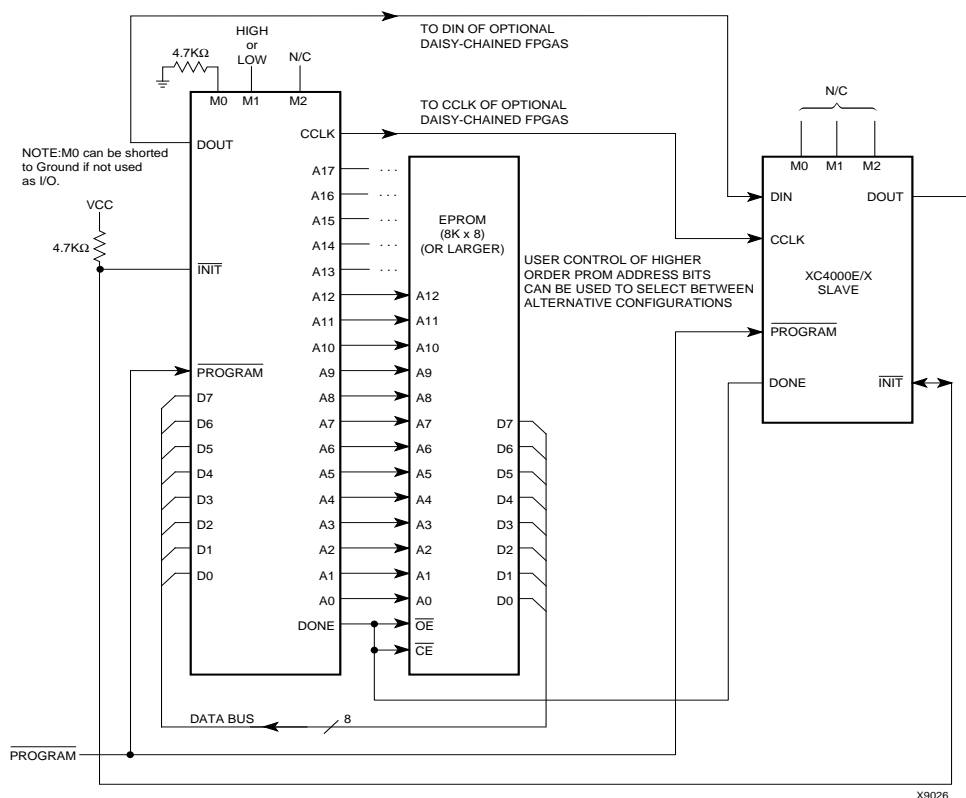 HIGH
or
LOW
4.7KΩ
N/C
M0 M1 M2
TO DIN OF OPTIONAL
DAISY-CHAINED FPGAS
TO CCLK OF OPTIONAL
DAISY-CHAINED FPGAS
N/C
M0 M1 M2
NOTE:M0 can be shorted
to Ground if not used
as I/O.
VCC
4.7KΩ
DOUT
INIT
PROGRAM
D7
D6
D5
D4
D3
D2
D1
D0
CCLK
A17 ...
A16 ...
A15 ...
A14 ...
A13 ...
A12
A11
A10
A9
A8
A7
A6
A5
A4
A3
A2
A1
A0
DONE
EPROM
(8K x 8)
(OR LARGER)
A12
A11
A10
A9
A8
A7
A6
A5
A4
A3
A2
A1
A0
OE
CE
D7
D6
D5
D4
D3
D2
D1
D0
USER CONTROL OF HIGHER
ORDER PROM ADDRESS BITS
CAN BE USED TO SELECT BETWEEN
ALTERNATIVE CONFIGURATIONS
DIN DOUT
CCLK
XC4000E/X
SLAVE
PROGRAM
DONE INIT
DATA BUS 8
PROGRAM
X9026